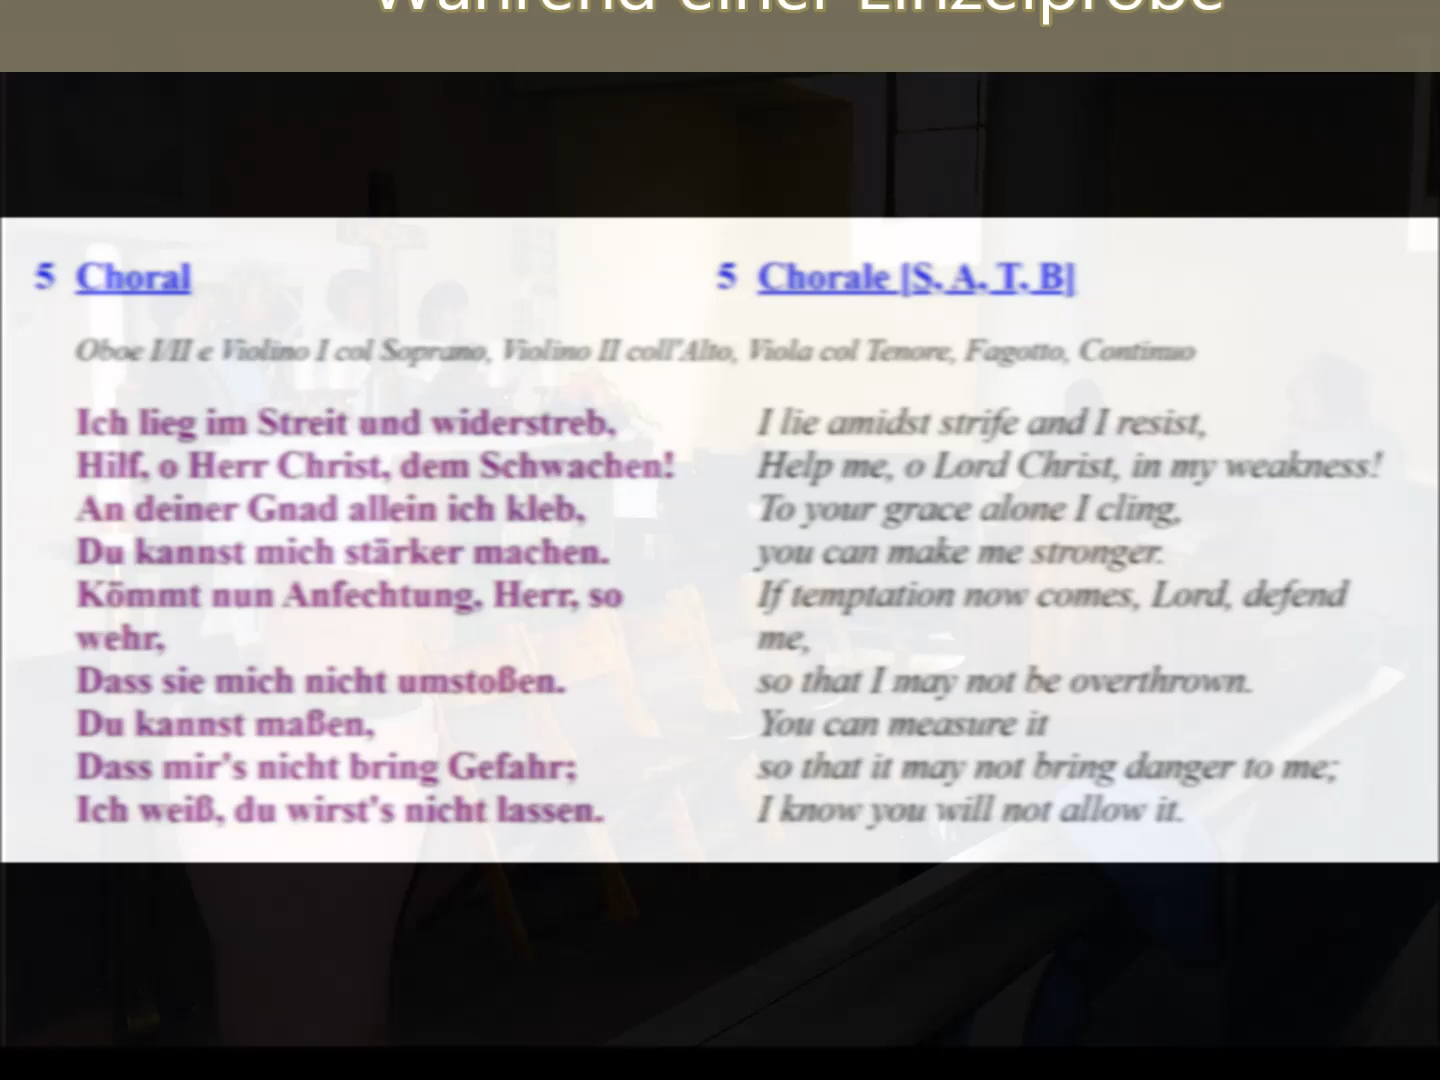 Während einer Einzelprobe
5 Choral
5 Chorale [S, A, T, B]
Oboe I/II e Violino I col Soprano, Violino II coll'Alto, Viola col Tenore, Fagotto, Continuo
Ich lieg im Streit und widerstreb,
Hilf, o Herr Christ, dem Schwachen!
An deiner Gnad allein ich kleb,
Du kannst mich stärker machen.
Kömmt nun Anfechtung, Herr, so
wehr,
Dass sie mich nicht umstoßen.
Du kannst maßen,
Dass mir's nicht bring Gefahr;
Ich weiß, du wirst's nicht lassen.
I lie amidst strife and I resist,
Help me, o Lord Christ, in my weakness!
To your grace alone I cling,
you can make me stronger.
If temptation now comes, Lord, defend
me,
so that I may not be overthrown.
You can measure it
so that it may not bring danger to me;
I know you will not allow it.